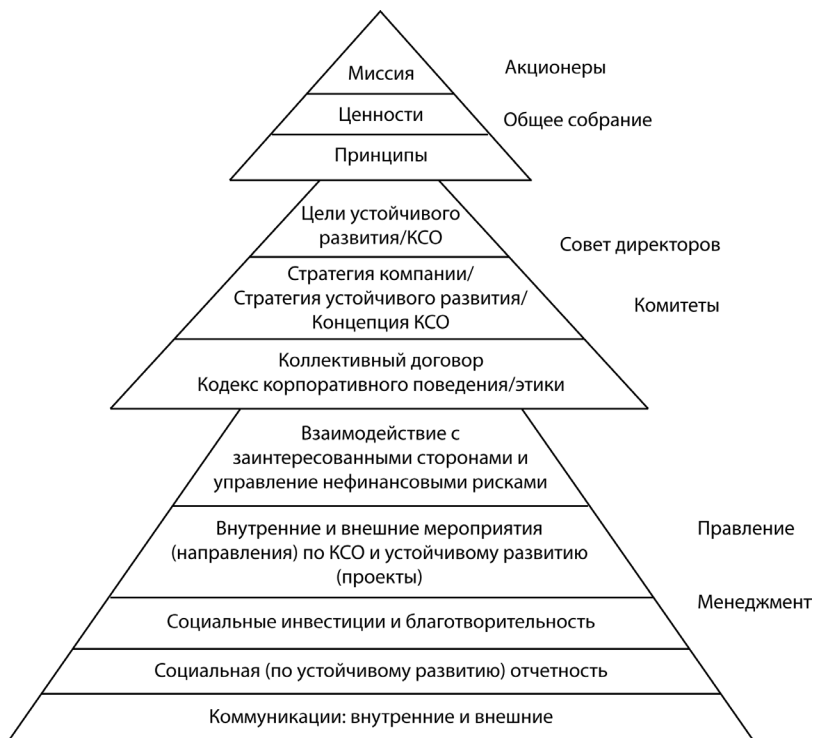 Миссия
Акционеры
Ценности
Общее собрание
Принципы
Цели устойчивого
развития/КСО
Совет директоров
Стратегия компании/
Стратегия устойчивого развития/
Концепция КСО
Комитеты
Коллективный договор
Кодекс корпоративного поведения/этики
Взаимодействие с
заинтересованными сторонами и
управление нефинансовыми рисками
Внутренние и внешние мероприятия
(направления) по КСО и устойчивому развитию
(проекты)
Правление
Менеджмент
Социальные инвестиции и благотворительность
Социальная (по устойчивому развитию) отчетность
Коммуникации: внутренние и внешние